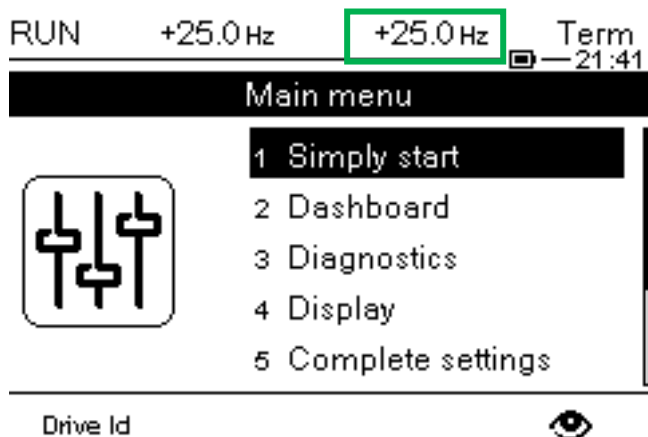 RUN +25.0 Hz +25.0 Hz Term
21:41
Main menu
1 Simply start
2 Dashboard
3 Diagnostics
4 Display
5 Complete settings
Drive Id